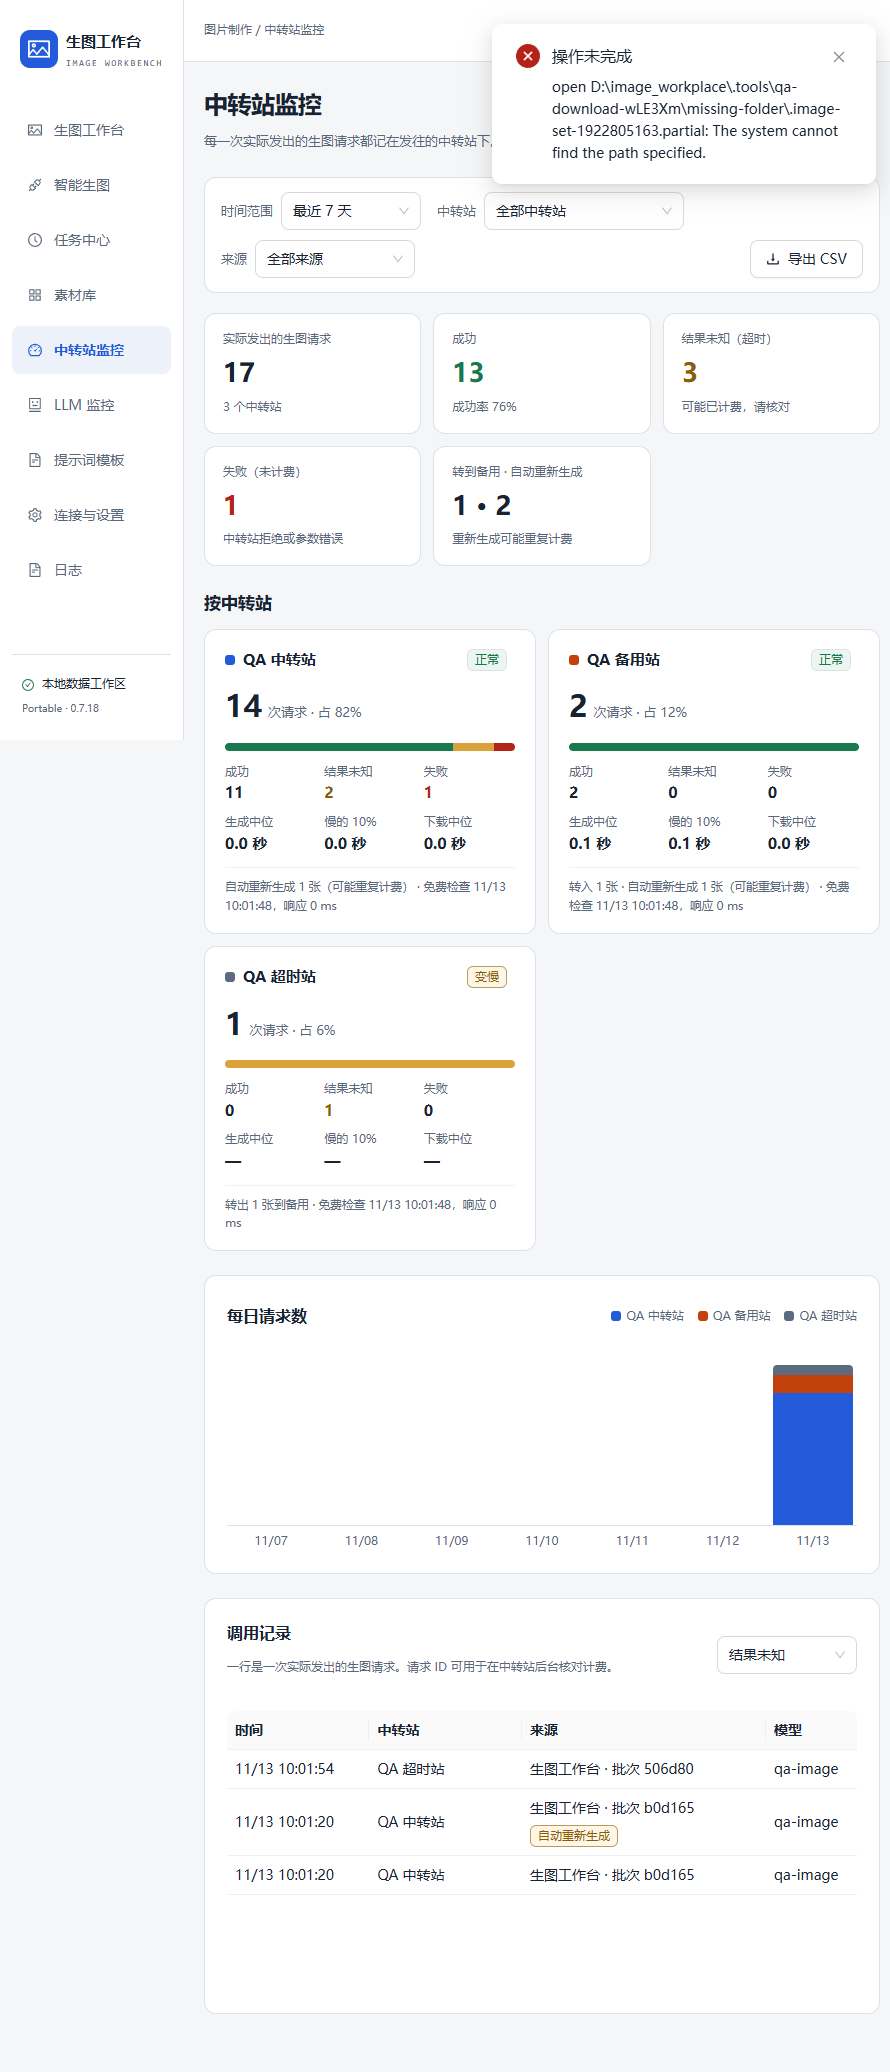 生图工作台
IMAGE WORKBENCH
生图工作台
智能生图
任务中心
素材库
中转站监控
LLM 监控
提示词模板
连接与设置
日志
本地数据工作区
Portable · 0.7.18
图片制作 / 中转站监控
操作未完成
open D:\image_workplace\.tools\qa-
download-wLE3Xm\missing-folder\.image-
set-1922805163.partial: The system cannot
find the path specified.
中转站监控
每一次实际发出的生图请求都记在发往的中转站下,
时间范围 最近 7 天 中转站 全部中转站
来源 全部来源 导出 CSV
实际发出的生图请求
17
3 个中转站
成功
13
成功率 76%
结果未知（超时）
3
可能已计费，请核对
失败（未计费）
1
中转站拒绝或参数错误
转到备用 · 自动重新生成
1 • 2
重新生成可能重复计费
按中转站
QA 中转站 正常
14 次请求 · 占 82%
成功 结果未知 失败
11 2 1
生成中位 慢的 10% 下载中位
0.0 秒 0.0 秒 0.0 秒
自动重新生成 1 张（可能重复计费） · 免费检查 11/13
10:01:48，响应 0 ms
QA 备用站 正常
2 次请求 · 占 12%
成功 结果未知 失败
2 0 0
生成中位 慢的 10% 下载中位
0.1 秒 0.1 秒 0.0 秒
转入 1 张 · 自动重新生成 1 张（可能重复计费） · 免费
检查 11/13 10:01:48，响应 0 ms
QA 超时站 变慢
1 次请求 · 占 6%
成功 结果未知 失败
0 1 0
生成中位 慢的 10% 下载中位
— — —
转出 1 张到备用 · 免费检查 11/13 10:01:48，响应 0
ms
每日请求数
QA 中转站 QA 备用站 QA 超时站
11/07 11/08 11/09 11/10 11/11 11/12 11/13
调用记录
一行是一次实际发出的生图请求。请求 ID 可用于在中转站后台核对计费。
结果未知
时间 中转站 来源 模型
11/13 10:01:54 QA 超时站 生图工作台 · 批次 506d80 qa-image
11/13 10:01:20 QA 中转站 生图工作台 · 批次 b0d165 qa-image
自动重新生成
11/13 10:01:20 QA 中转站 生图工作台 · 批次 b0d165 qa-image